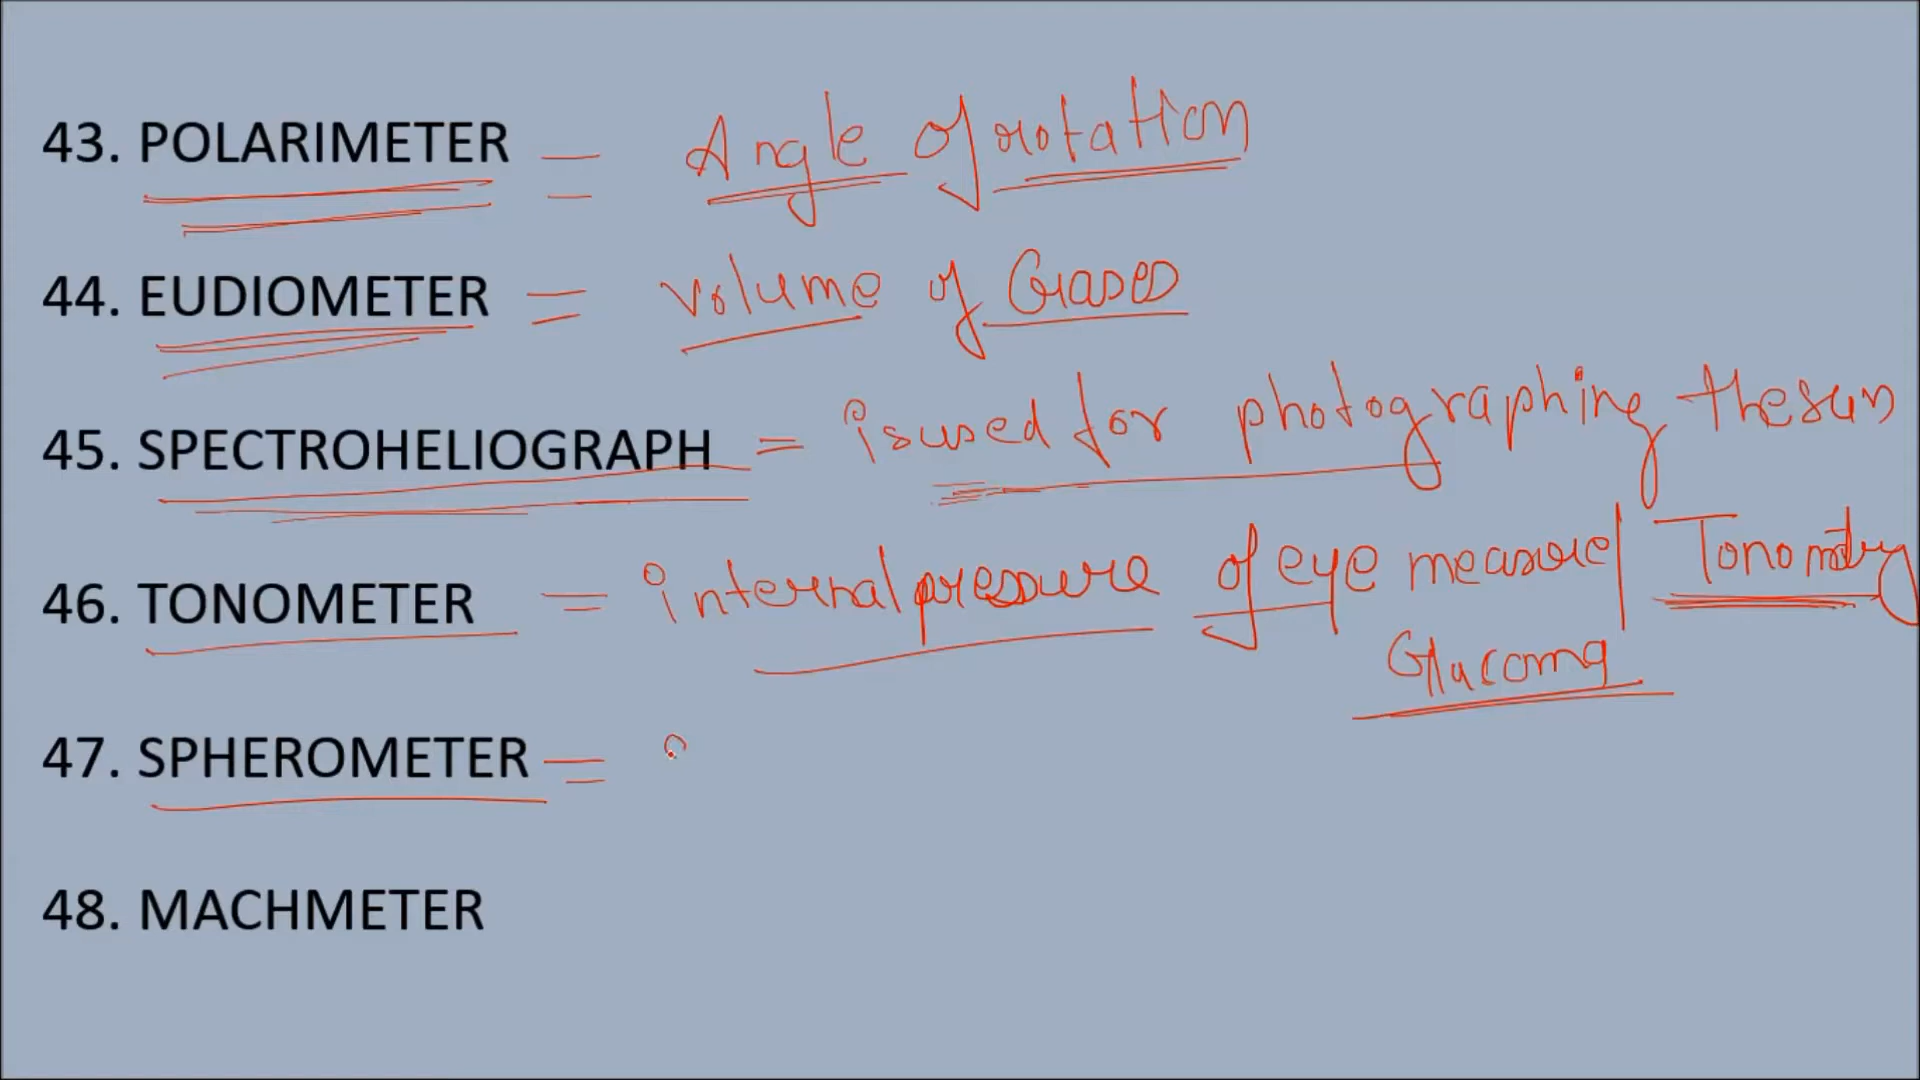 43. POLARIMETER = Angle of rotation
44. EUDIOMETER = volume of Gases
45. SPECTROHELIOGRAPH = is used for photographing the sun
46. TONOMETER = internal pressure of eye measure | Tonometry
Glucoma
47. SPHEROMETER =
48. MACHMETER